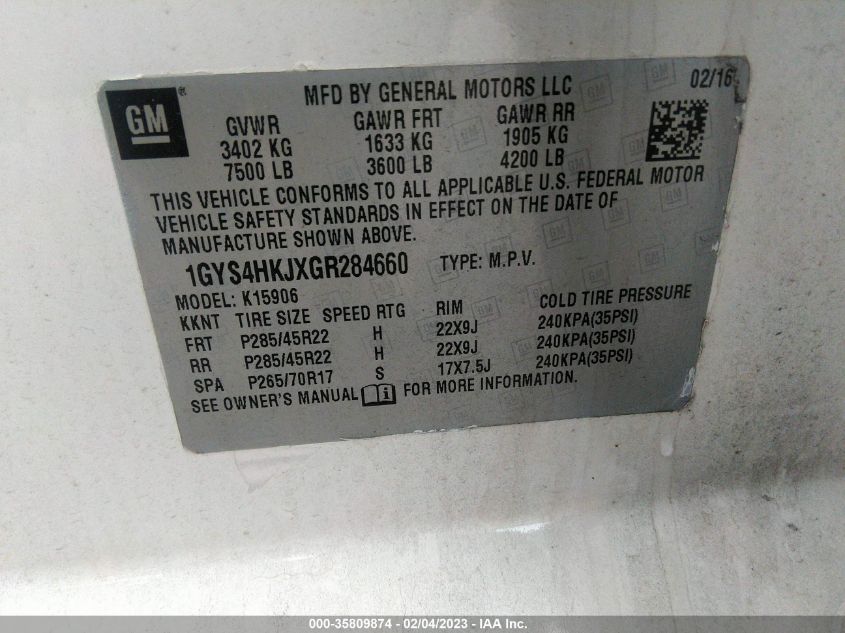 GM ®
MFD BY GENERAL MOTORS LLC
02/16
GVWR GAWR FRT GAWR RR
3402 KG 1633 KG 1905 KG
7500 LB 3600 LB 4200 LB
THIS VEHICLE CONFORMS TO ALL APPLICABLE U.S. FEDERAL MOTOR
VEHICLE SAFETY STANDARDS IN EFFECT ON THE DATE OF
MANUFACTURE SHOWN ABOVE.
1GYS4HKJXGR284660 TYPE: M.P.V.
MODEL: K15906
KKNT TIRE SIZE SPEED RTG RIM COLD TIRE PRESSURE
FRT P285/45R22 H 22X9J 240KPA(35PSI)
RR P285/45R22 H 22X9J 240KPA(35PSI)
SPA P265/70R17 S 17X7.5J 240KPA(35PSI)
SEE OWNER'S MANUAL i FOR MORE INFORMATION.
000-35809874 - 02/04/2023 - IAA Inc.